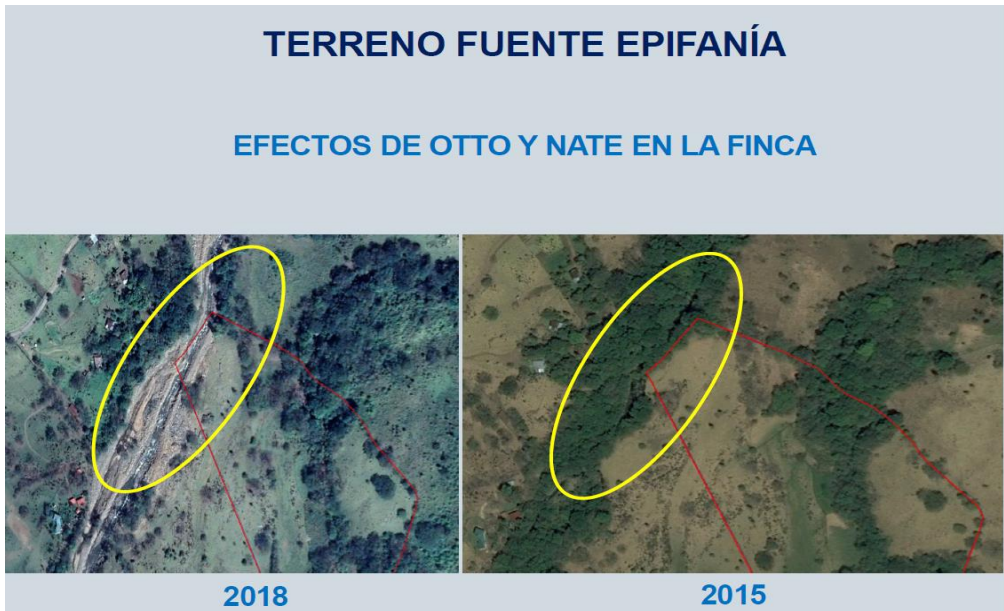 TERRENO FUENTE EPIFANÍA
EFECTOS DE OTTO Y NATE EN LA FINCA
2018
2015